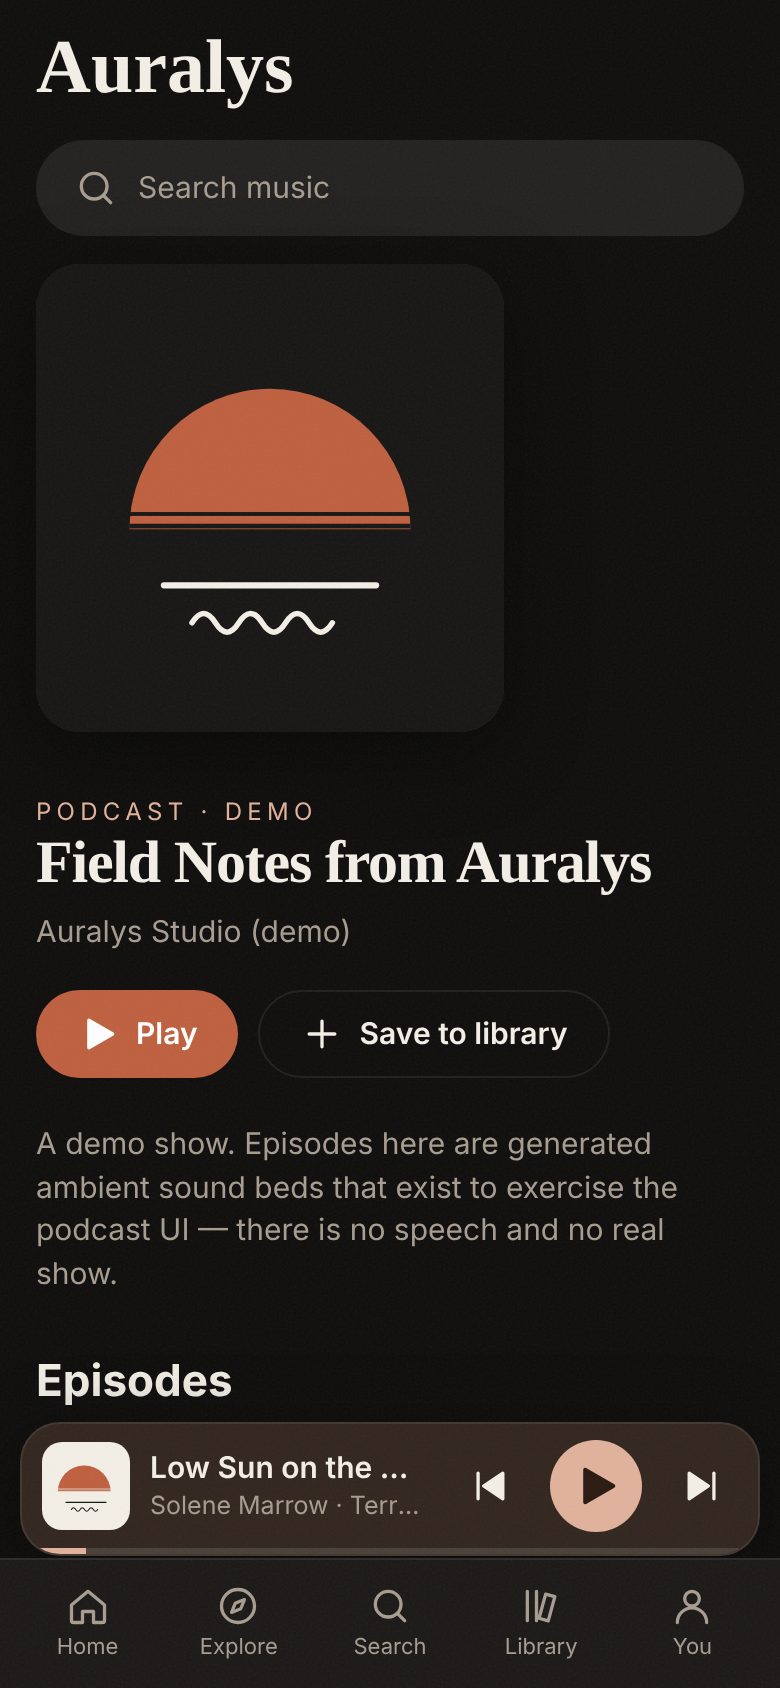 Auralys
Search music
PODCAST · DEMO
Field Notes from Auralys
Auralys Studio (demo)
Play
Save to library
A demo show. Episodes here are generated
ambient sound beds that exist to exercise the
podcast UI — there is no speech and no real
show.
Episodes
Low Sun on the ...
Solene Marrow · Terr...
Home
Explore
Search
Library
You